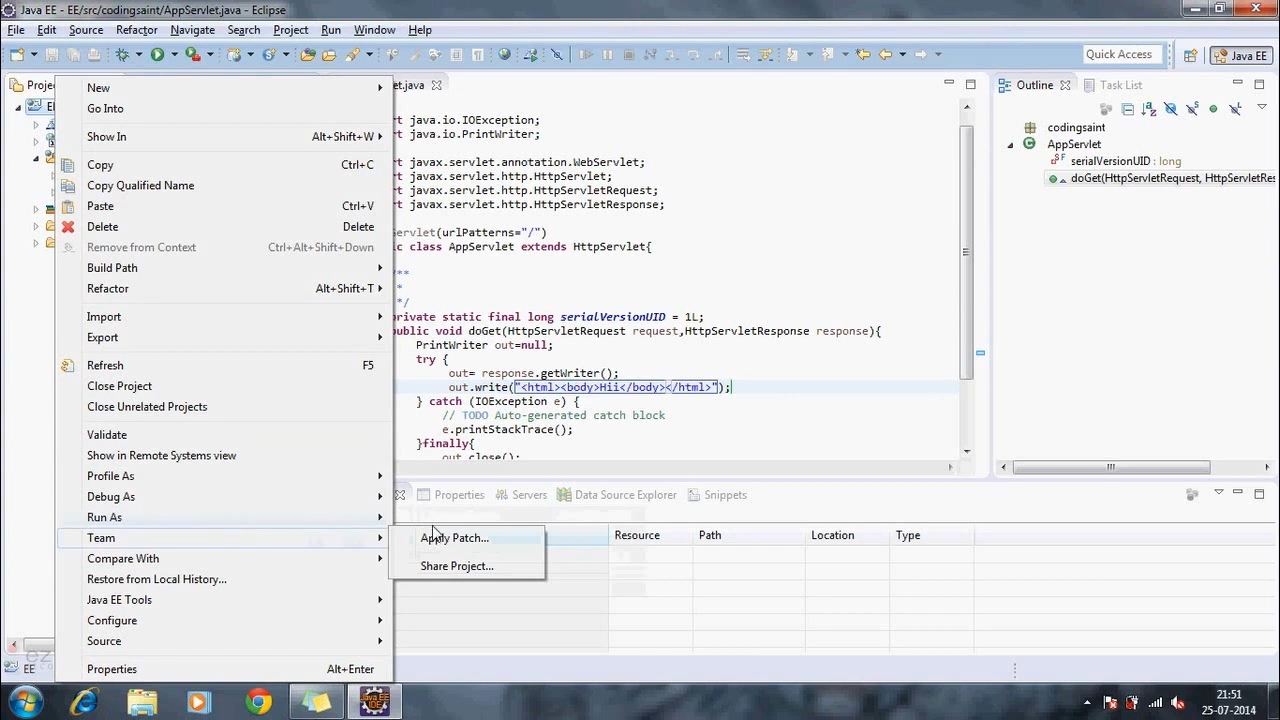 Java EE - EE/src/codingsaint/AppServlet.java - Eclipse
File Edit Source Refactor Navigate Search Project Run Window Help
Quick Access
Java EE
Proje
et.java
Outline
Task List
New
Go Into
Show In Alt+Shift+W
Copy Ctrl+C
Copy Qualified Name
Paste Ctrl+V
Delete Delete
Remove from Context Ctrl+Alt+Shift+Down
Build Path
Refactor Alt+Shift+T
Import
Export
Refresh F5
Close Project
Close Unrelated Projects
Validate
Show in Remote Systems view
Profile As
Debug As
Run As
Team
Compare With
Restore from Local History...
Java EE Tools
Configure
Source
Properties Alt+Enter
Apply Patch...
Share Project...
rt java.io.IOException;
rt java.io.PrintWriter;
rt javax.servlet.annotation.WebServlet;
rt javax.servlet.http.HttpServlet;
rt javax.servlet.http.HttpServletRequest;
rt javax.servlet.http.HttpServletResponse;
Servlet(urlPatterns="/")
ic class AppServlet extends HttpServlet{
/**
*
*/
private static final long serialVersionUID = 1L;
public void doGet(HttpServletRequest request,HttpServletResponse response){
PrintWriter out=null;
try {
out= response.getWriter();
out.write("<html><body>Hii</body></html>");
} catch (IOException e) {
// TODO Auto-generated catch block
e.printStackTrace();
}finally{
out.close();
codingsaint
AppServlet
serialVersionUID : long
doGet(HttpServletRequest, HttpServletRes
Properties
Servers
Data Source Explorer
Snippets
Resource Path Location Type
EE
21:51
25-07-2014